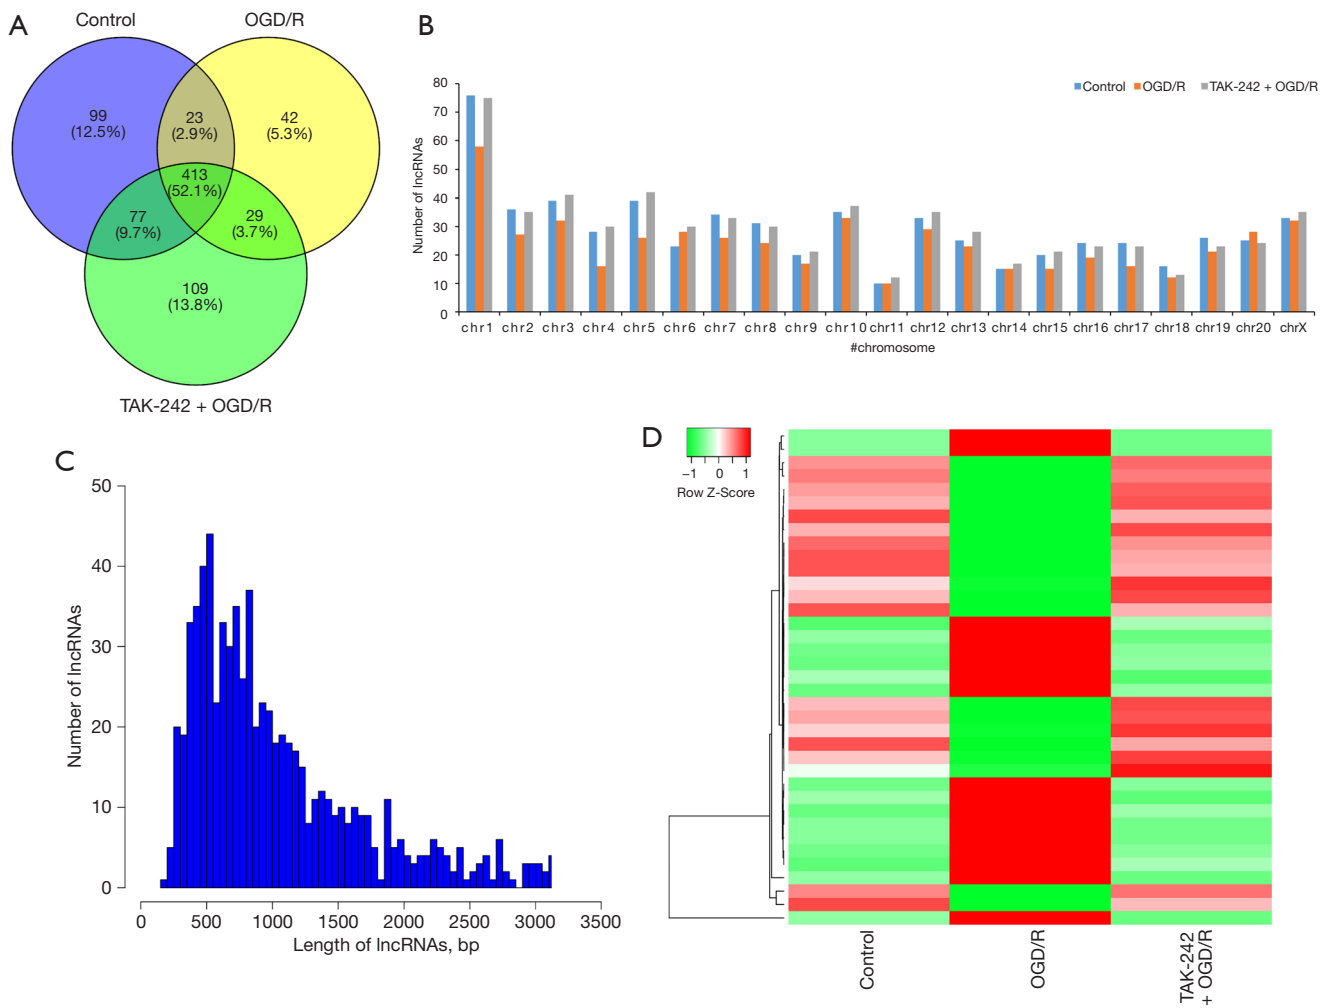 A
Control
OGD/R
99
(12.5%)
23
(2.9%)
42
(5.3%)
413
(52.1%)
77
(9.7%)
29
(3.7%)
109
(13.8%)
TAK-242 + OGD/R
B
Number of lncRNAs
80
70
60
50
40
30
20
10
0
Control OGD/R TAK-242 + OGD/R
chr1 chr2 chr3 chr4 chr5 chr6 chr7 chr8 chr9 chr10 chr11 chr12 chr13 chr14 chr15 chr16 chr17 chr18 chr19 chr20 chrX
#chromosome
C
Number of lncRNAs
50
40
30
20
10
0
0 500 1000 1500 2000 2500 3000 3500
Length of lncRNAs, bp
D
−1 0 1
Row Z-Score
Control
OGD/R
TAK-242
+ OGD/R